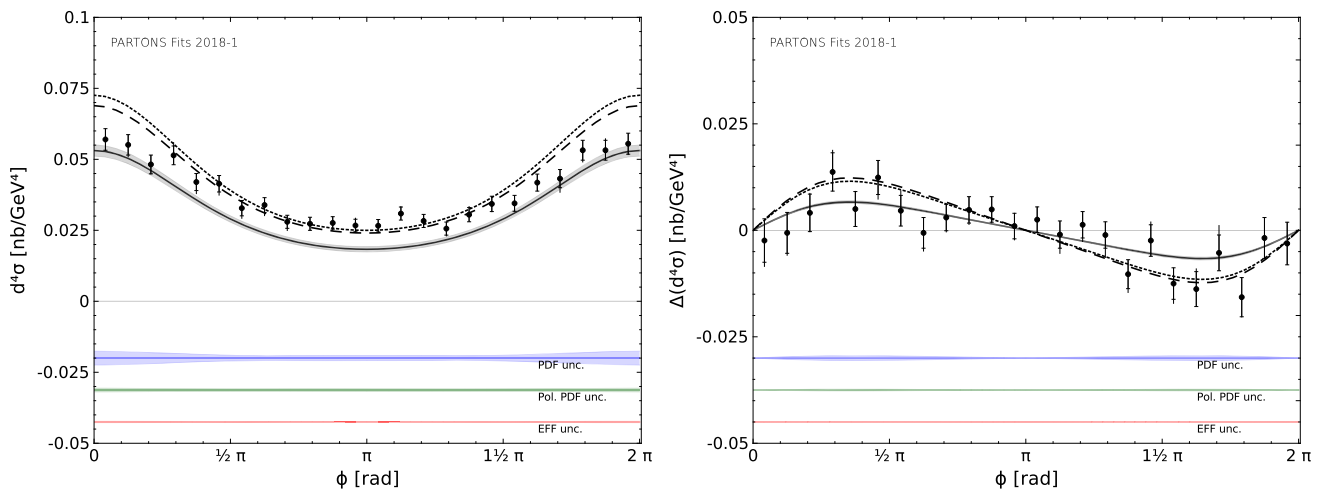 PARTONS Fits 2018-1
d⁴σ [nb/GeV⁴]
0.1
0.075
0.05
0.025
0
-0.025
-0.05
PDF unc.
Pol. PDF unc.
EFF unc.
0 ½ π π 1½ π 2 π
ϕ [rad]
PARTONS Fits 2018-1
Δ(d⁴σ) [nb/GeV⁴]
0.05
0.025
0
-0.025
-0.05
PDF unc.
Pol. PDF unc.
EFF unc.
0 ½ π π 1½ π 2 π
ϕ [rad]